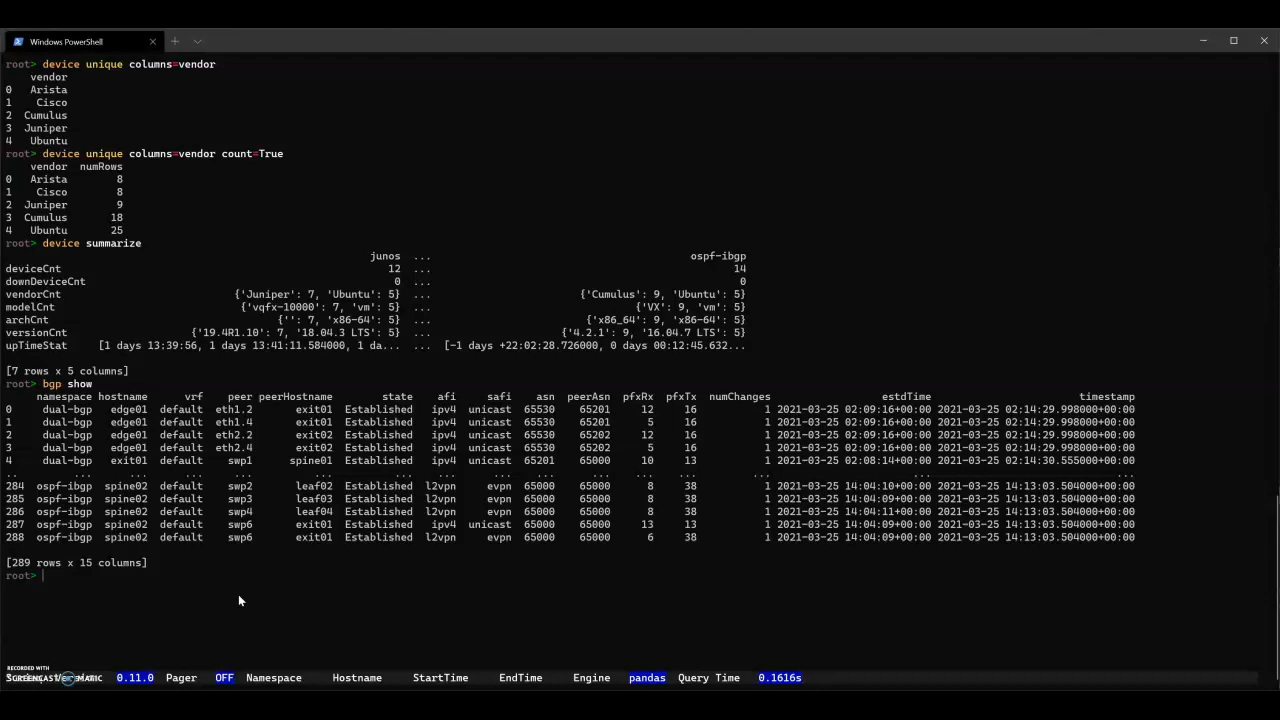 Windows PowerShell
root> device unique columns=vendor
vendor
0 Arista
1 Cisco
2 Cumulus
3 Juniper
4 Ubuntu
root> device unique columns=vendor count=True
vendor numRows
0 Arista 8
1 Cisco 8
2 Juniper 9
3 Cumulus 18
4 Ubuntu 25
root> device summarize
junos ... ospf-ibgp
deviceCnt 12 ... 14
downDeviceCnt 0 ... 0
vendorCnt {'Juniper': 7, 'Ubuntu': 5} ... {'Cumulus': 9, 'Ubuntu': 5}
modelCnt {'vqfx-10000': 7, 'vm': 5} ... {'VX': 9, 'vm': 5}
archCnt {'': 7, 'x86-64': 5} ... {'x86_64': 9, 'x86-64': 5}
versionCnt {'19.4R1.10': 7, '18.04.3 LTS': 5} ... {'4.2.1': 9, '16.04.7 LTS': 5}
upTimeStat [1 days 13:39:56, 1 days 13:41:11.584000, 1 da... ... [-1 days +22:02:28.726000, 0 days 00:12:45.632...
[7 rows x 5 columns]
root> bgp show
namespace hostname vrf peer peerHostname state afi safi asn peerAsn pfxRx pfxTx numChanges estdTime timestamp
0 dual-bgp edge01 default eth1.2 exit01 Established ipv4 unicast 65530 65201 12 16 1 2021-03-25 02:09:16+00:00 2021-03-25 02:14:29.998000+00:00
1 dual-bgp edge01 default eth1.4 exit01 Established ipv4 unicast 65530 65201 5 16 1 2021-03-25 02:09:16+00:00 2021-03-25 02:14:29.998000+00:00
2 dual-bgp edge01 default eth2.2 exit02 Established ipv4 unicast 65530 65202 12 16 1 2021-03-25 02:09:16+00:00 2021-03-25 02:14:29.998000+00:00
3 dual-bgp edge01 default eth2.4 exit02 Established ipv4 unicast 65530 65202 5 16 1 2021-03-25 02:09:16+00:00 2021-03-25 02:14:29.998000+00:00
4 dual-bgp exit01 default swp1 spine01 Established ipv4 unicast 65201 65000 10 13 1 2021-03-25 02:08:14+00:00 2021-03-25 02:14:30.555000+00:00
.. ... ... ... ... ... ... ... ... ... ... ... ... ... ... ...
284 ospf-ibgp spine02 default swp2 leaf02 Established l2vpn evpn 65000 65000 8 38 1 2021-03-25 14:04:10+00:00 2021-03-25 14:13:03.504000+00:00
285 ospf-ibgp spine02 default swp3 leaf03 Established l2vpn evpn 65000 65000 8 38 1 2021-03-25 14:04:09+00:00 2021-03-25 14:13:03.504000+00:00
286 ospf-ibgp spine02 default swp4 leaf04 Established l2vpn evpn 65000 65000 8 38 1 2021-03-25 14:04:11+00:00 2021-03-25 14:13:03.504000+00:00
287 ospf-ibgp spine02 default swp6 exit01 Established ipv4 unicast 65000 65000 13 13 1 2021-03-25 14:04:09+00:00 2021-03-25 14:13:03.504000+00:00
288 ospf-ibgp spine02 default swp6 exit01 Established l2vpn evpn 65000 65000 6 38 1 2021-03-25 14:04:09+00:00 2021-03-25 14:13:03.504000+00:00
[289 rows x 15 columns]
root>
RECORDED WITH
SCREENCAST MATIC 0.11.0 Pager OFF Namespace Hostname StartTime EndTime Engine pandas Query Time 0.1616s